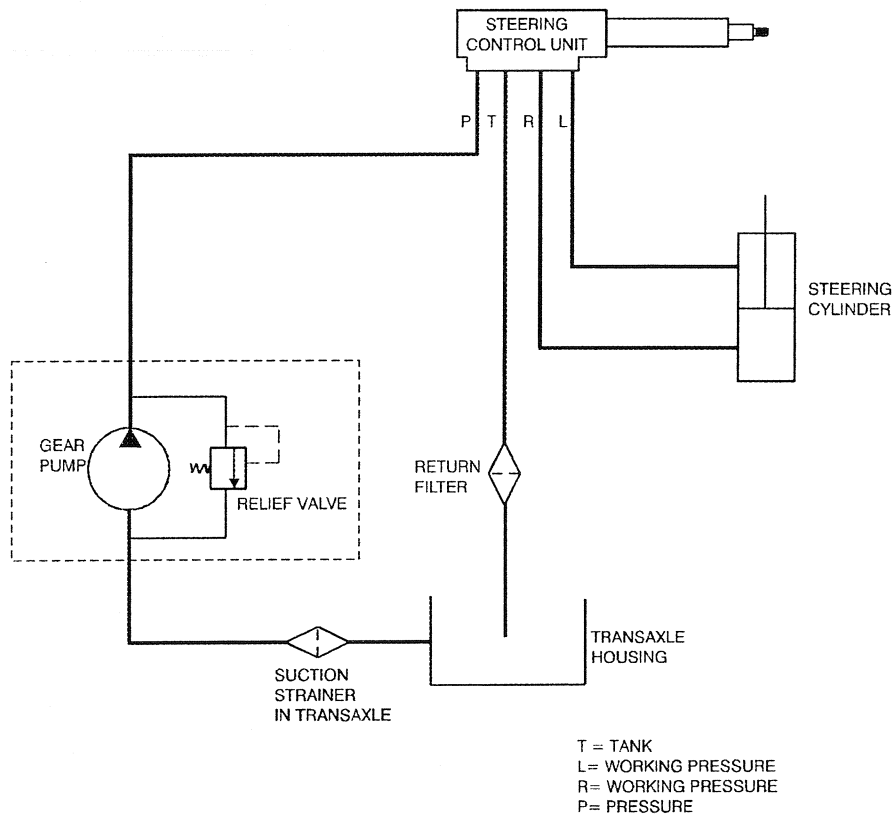 STEERING
CONTROL UNIT
P T R L
STEERING
CYLINDER
GEAR
PUMP
RELIEF VALVE
RETURN
FILTER
TRANSAXLE
HOUSING
SUCTION
STRAINER
IN TRANSAXLE
T = TANK
L= WORKING PRESSURE
R= WORKING PRESSURE
P= PRESSURE